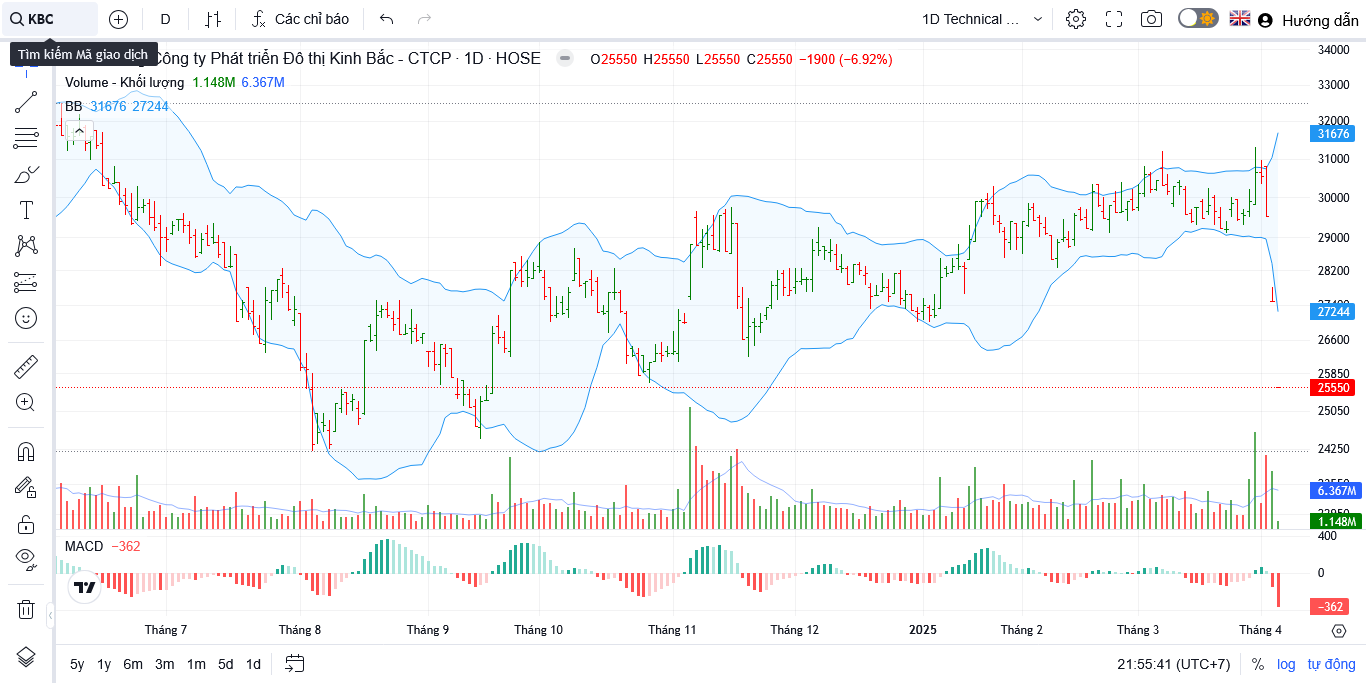 KBC
D
Các chỉ báo
1D Technical ...
Hướng dẫn
Tìm kiếm Mã giao dịch
Công ty Phát triển Đô thị Kinh Bắc - CTCP · 1D · HOSE O25550 H25550 L25550 C25550 −1900 (−6.92%)
Volume - Khối lượng 1.148M 6.367M
BB 31676 27244
34000
33000
32000
31676
31000
30000
29000
28200
27244
26600
25850
25550
25050
24250
6.367M
1.148M
MACD −362
400
0
−362
Tháng 7 Tháng 8 Tháng 9 Tháng 10 Tháng 11 Tháng 12 2025 Tháng 2 Tháng 3 Tháng 4
5y 1y 6m 3m 1m 5d 1d
21:55:41 (UTC+7) % log tự động